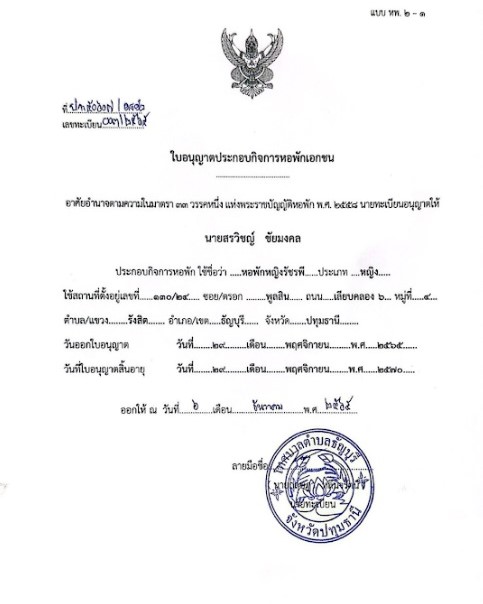 แบบ หพ. ๒ - ๑
ที่
เลขทะเบียน ๐๐๓/๒๕๖๕
ใบอนุญาตประกอบกิจการหอพักเอกชน
อาศัยอำนาจตามความในมาตรา ๓๓ วรรคหนึ่ง แห่งพระราชบัญญัติหอพัก พ.ศ. ๒๕๕๘ นายทะเบียนอนุญาตให้
นายสรวิชญ์ ชัยมงคล
ประกอบกิจการหอพัก ใช้ชื่อว่า .....หอพักหญิงรัชรพี......ประเภท ....หญิง.....
ใช้สถานที่ตั้งอยู่เลขที่......๑๓๐/๒๙..... ซอย/ตรอก ........พูลสิน...... ถนน.....เลียบคลอง ๖... หมู่ที่....๔....
ตำบล/แขวง........รังสิต........ อำเภอ/เขต.....ธัญบุรี...... จังหวัด........ปทุมธานี........
วันออกใบอนุญาต วันที่........๒๙........เดือน........พฤศจิกายน.........พ.ศ.....๒๕๖๕.....
วันที่ใบอนุญาตสิ้นอายุ วันที่........๒๙........เดือน........พฤศจิกายน.........พ.ศ.....๒๕๗๐.....
ออกให้ ณ วันที่ ๖ เดือน ธันวาคม พ.ศ. ๒๕๖๕
ลายมือชื่อ
นายทะเบียน
เทศบาลตำบลธัญบุรี
จังหวัดปทุมธานี